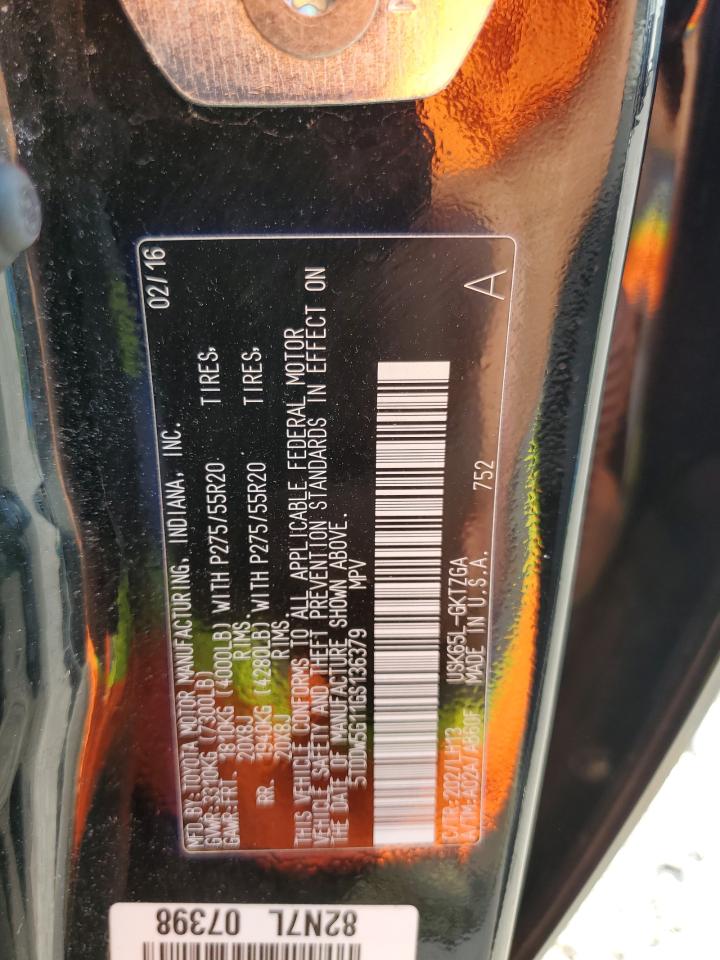 MFD.BY: TOYOTA MOTOR MANUFACTURING, INDIANA, INC. 02/16
GVWR:3310KG (7300LB)
GAWR:FRT. 1810KG (4000LB) WITH P275/55R20 TIRES,
20X8J RIMS,
RR. 1940KG (4280LB) WITH P275/55R20 TIRES,
20X8J RIMS.
THIS VEHICLE CONFORMS TO ALL APPLICABLE FEDERAL MOTOR
VEHICLE SAFETY AND THEFT PREVENTION STANDARDS IN EFFECT ON
THE DATE OF MANUFACTURE SHOWN ABOVE.
5TDDW5G11GS136379 MPV
C/TR:202/LH13 USK65L-GKTZGA 752 A
A/TM:A02A/AB60F MADE IN U.S.A.
82N7L 07398